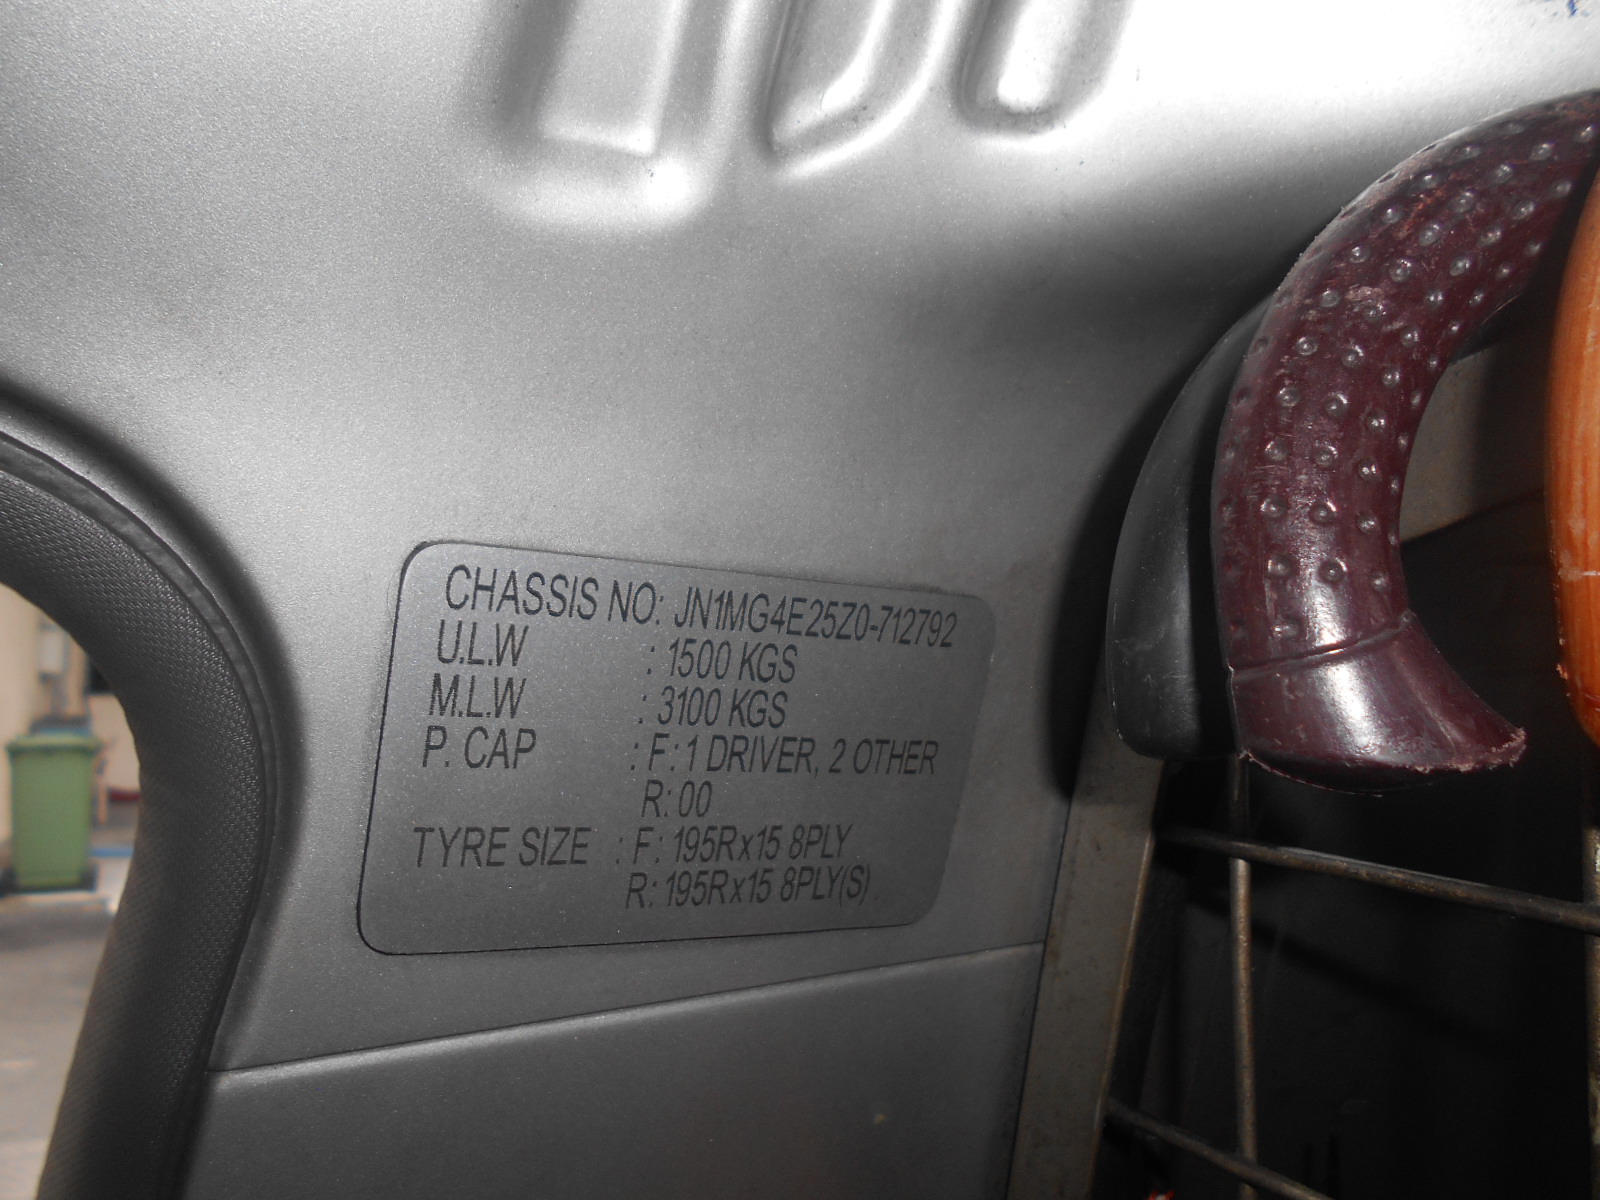 CHASSIS NO: JN1MG4E25Z0-712792
U.L.W : 1500 KGS
M.L.W : 3100 KGS
P. CAP : F: 1 DRIVER, 2 OTHER
R: 00
TYRE SIZE : F: 195Rx15 8PLY
R: 195Rx15 8PLY(S)